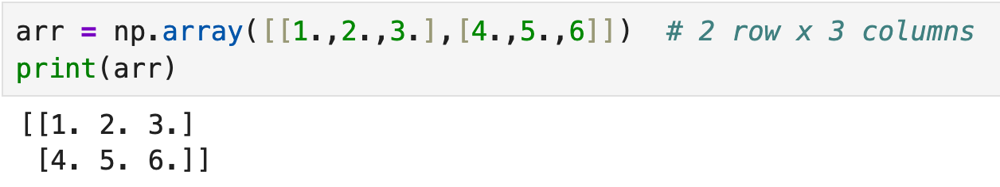 arr = np.array([[1.,2.,3.],[4.,5.,6]])  # 2 row x 3 columns
print(arr)
[[1. 2. 3.]
 [4. 5. 6.]]